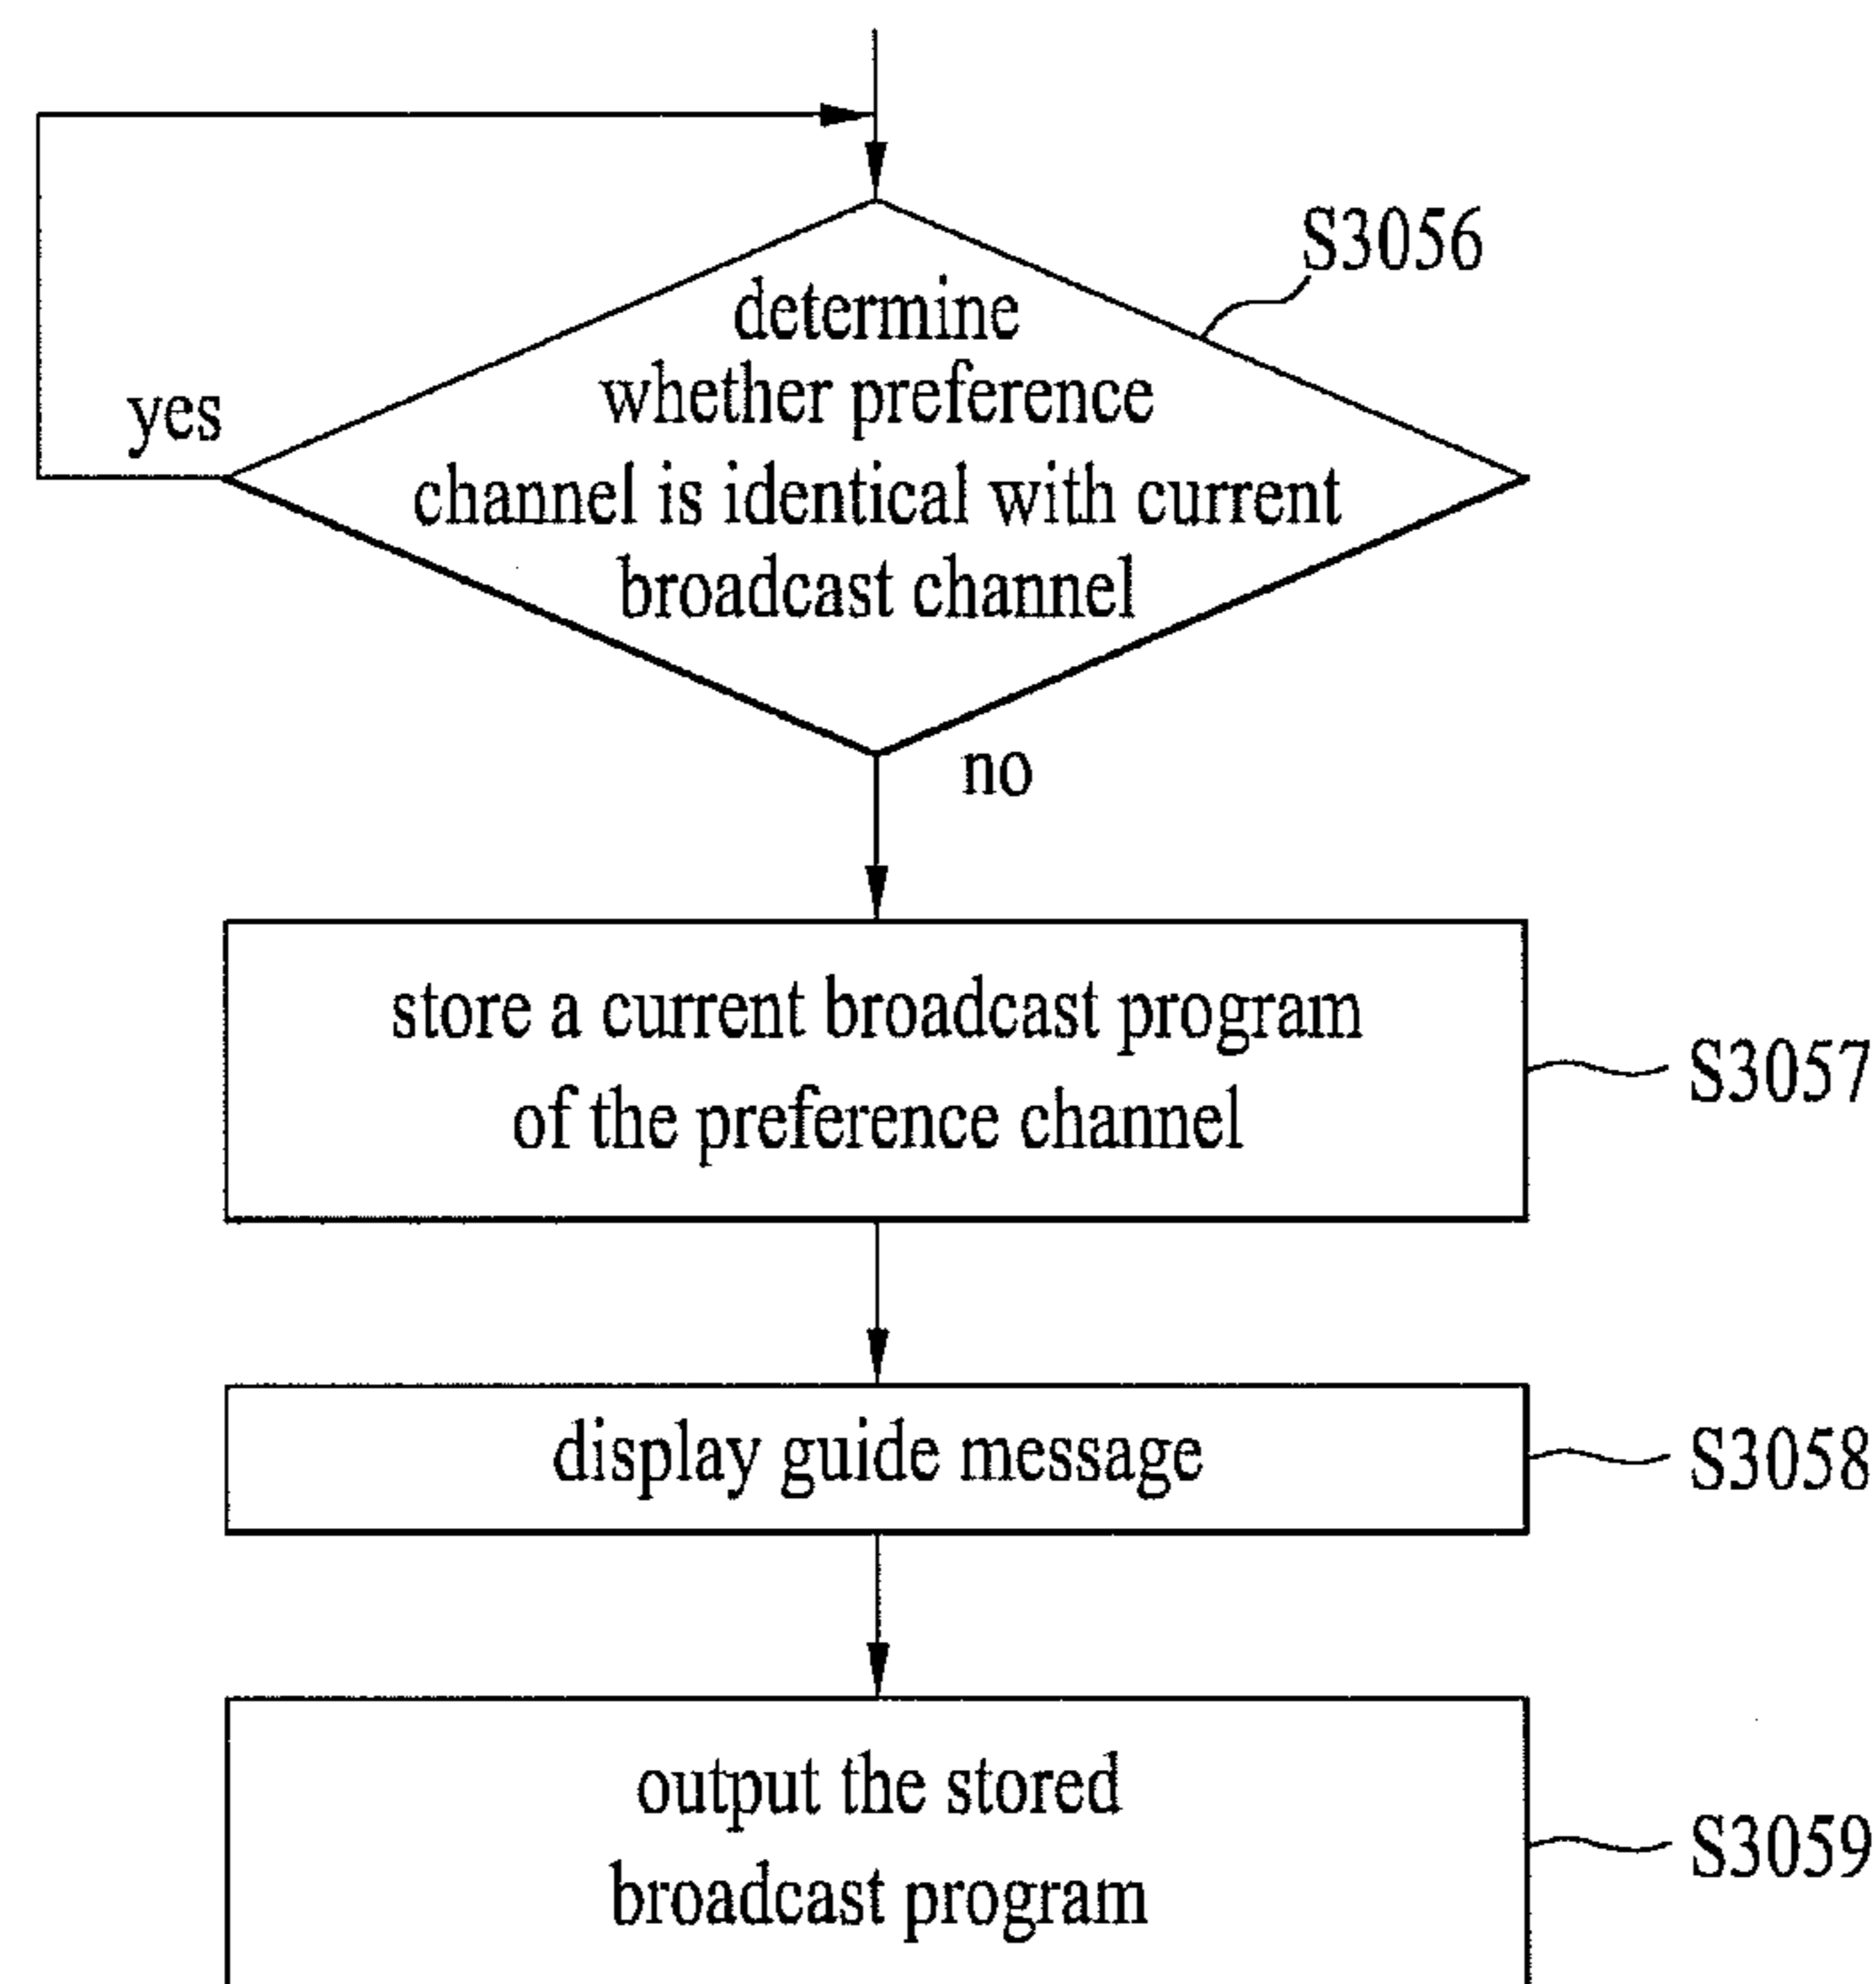 S3056
determine
whether preference
channel is identical with current
broadcast channel
yes
no
store a current broadcast program
of the preference channel
S3057
display guide message
S3058
output the stored
broadcast program
S3059